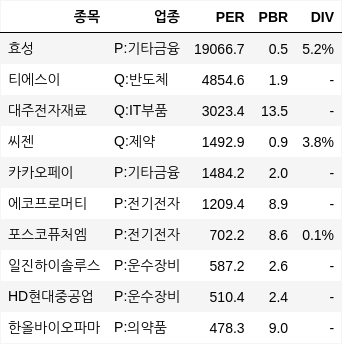 종목 업종 PER PBR DIV
효성 P:기타금융 19066.7 0.5 5.2%
티에스이 Q:반도체 4854.6 1.9 -
대주전자재료 Q:IT부품 3023.4 13.5 -
씨젠 Q:제약 1492.9 0.9 3.8%
카카오페이 P:기타금융 1484.2 2.0 -
에코프로머티 P:전기전자 1209.4 8.9 -
포스코퓨처엠 P:전기전자 702.2 8.6 0.1%
일진하이솔루스 P:운수장비 587.2 2.6 -
HD현대중공업 P:운수장비 510.4 2.4 -
한올바이오파마 P:의약품 478.3 9.0 -